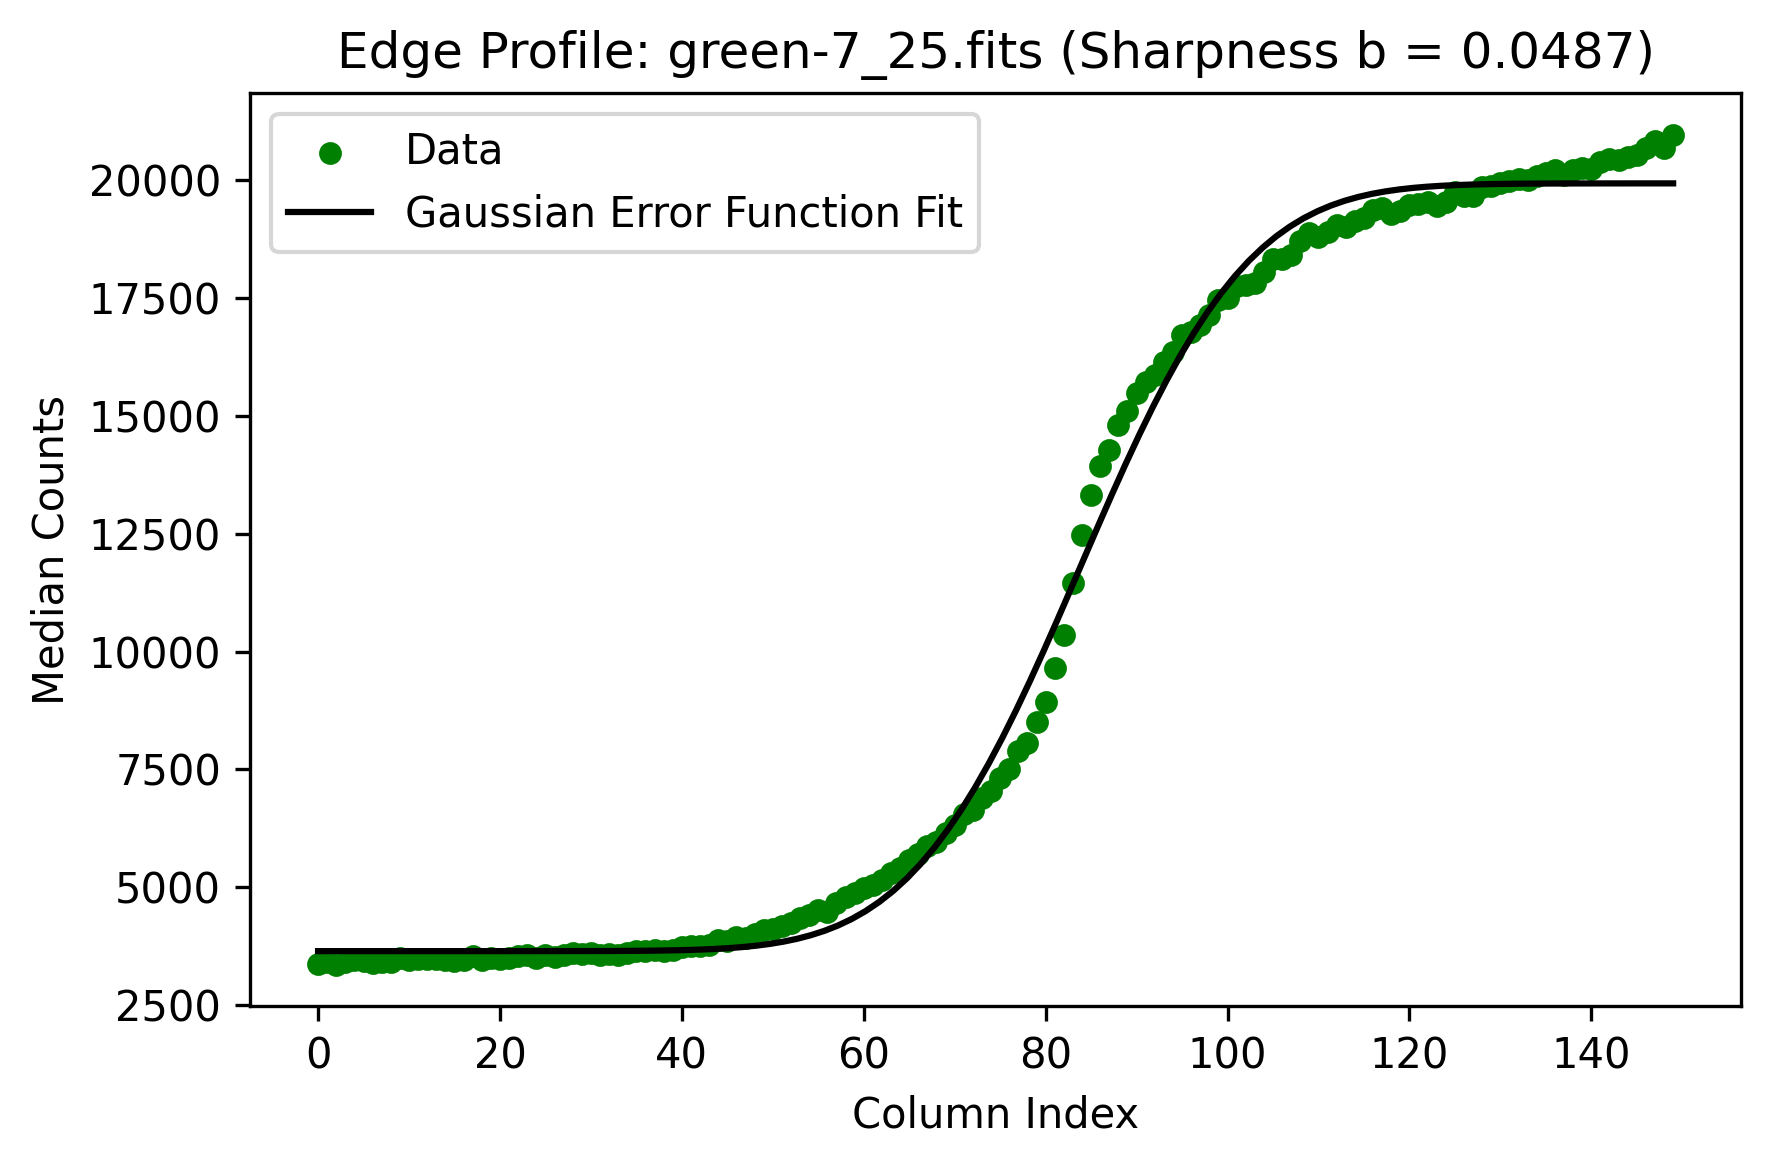 Edge Profile: green-7_25.fits (Sharpness b = 0.0487)
Data
Gaussian Error Function Fit
Median Counts
20000
17500
15000
12500
10000
7500
5000
2500
0 20 40 60 80 100 120 140
Column Index